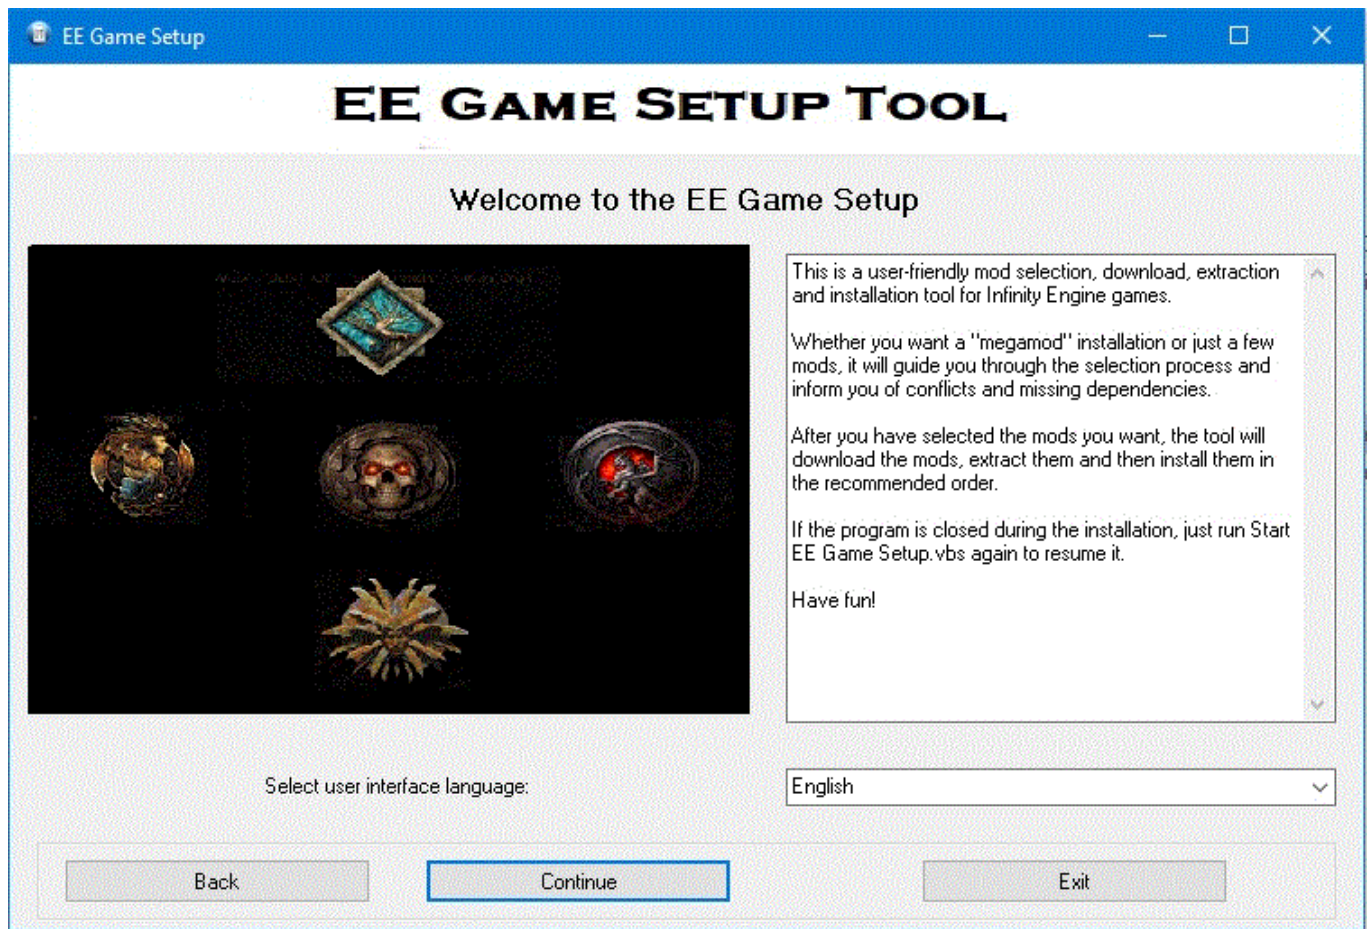 EE Game Setup
EE GAME SETUP TOOL
Welcome to the EE Game Setup
This is a user-friendly mod selection, download, extraction
and installation tool for Infinity Engine games.
Whether you want a "megamod" installation or just a few
mods, it will guide you through the selection process and
inform you of conflicts and missing dependencies.
After you have selected the mods you want, the tool will
download the mods, extract them and then install them in
the recommended order.
If the program is closed during the installation, just run Start
EE Game Setup.vbs again to resume it.
Have fun!
Select user interface language:
English
Back
Continue
Exit